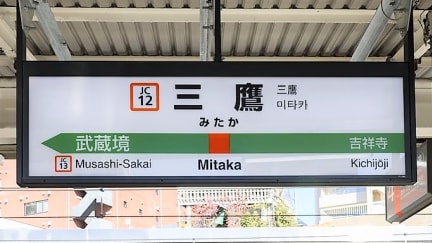 JC
12
三鷹
三鷹
미타카
みたか
武蔵境
吉祥寺
JC
13
Musashi-Sakai
Mitaka
Kichijōji